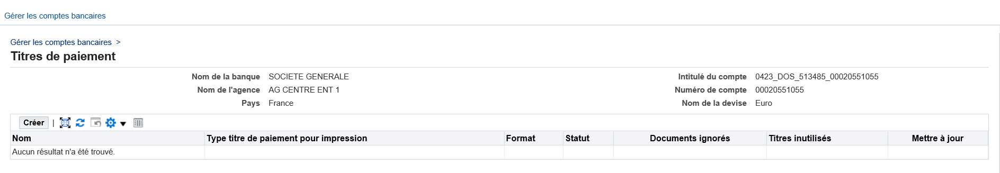 Gérer les comptes bancaires
Gérer les comptes bancaires >
Titres de paiement
Nom de la banque SOCIETE GENERALE Intitulé du compte 0423_DOS_513485_00020551055
Nom de l'agence AG CENTRE ENT 1 Numéro de compte 00020551055
Pays France Nom de la devise Euro
Créer |
Nom Type titre de paiement pour impression Format Statut Documents ignorés Titres inutilisés Mettre à jour
Aucun résultat n'a été trouvé.